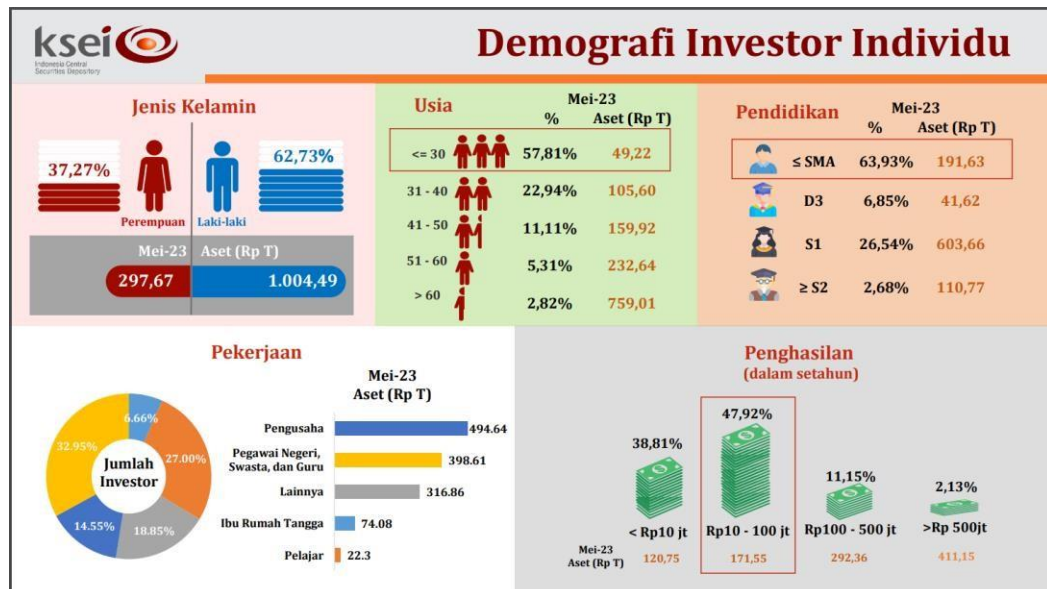 ksei
Indonesia Central
Securities Depository
Demografi Investor Individu
Jenis Kelamin
37,27%
62,73%
Perempuan
Laki-laki
Mei-23 Aset (Rp T)
297,67
1.004,49
Usia
Mei-23
% Aset (Rp T)
<= 30 57,81% 49,22
31 - 40 22,94% 105,60
41 - 50 11,11% 159,92
51 - 60 5,31% 232,64
> 60 2,82% 759,01
Pendidikan
Mei-23
% Aset (Rp T)
≤ SMA 63,93% 191,63
D3 6,85% 41,62
S1 26,54% 603,66
≥ S2 2,68% 110,77
Pekerjaan
6.66%
32.95%
27.00%
Jumlah
Investor
14.55%
18.85%
Mei-23
Aset (Rp T)
Pengusaha 494.64
Pegawai Negeri,
Swasta, dan Guru 398.61
Lainnya 316.86
Ibu Rumah Tangga 74.08
Pelajar 22.3
Penghasilan
(dalam setahun)
38,81%
47,92%
11,15%
2,13%
< Rp10 jt Rp10 - 100 jt Rp100 - 500 jt >Rp 500jt
Mei-23
Aset (Rp T) 120,75 171,55 292,36 411,15